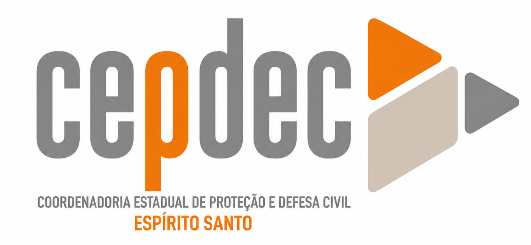 cepdec
COORDENADORIA ESTADUAL DE PROTEÇÃO E DEFESA CIVIL
ESPÍRITO SANTO